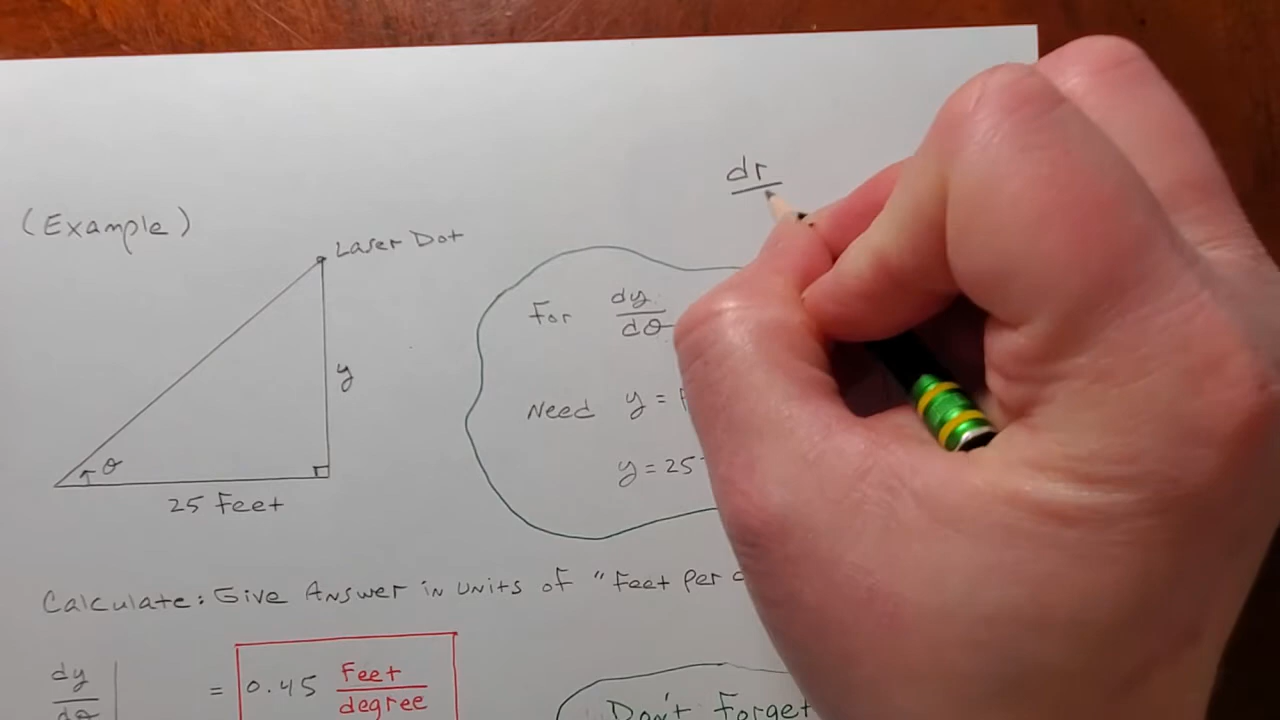 dr
(Example)
Laser Dot
For dy/dθ
y
Need y =
θ
y = 25
25 Feet
Calculate: Give Answer in units of "Feet per
dy/dθ = 0.45 Feet/degree
Don't Forget